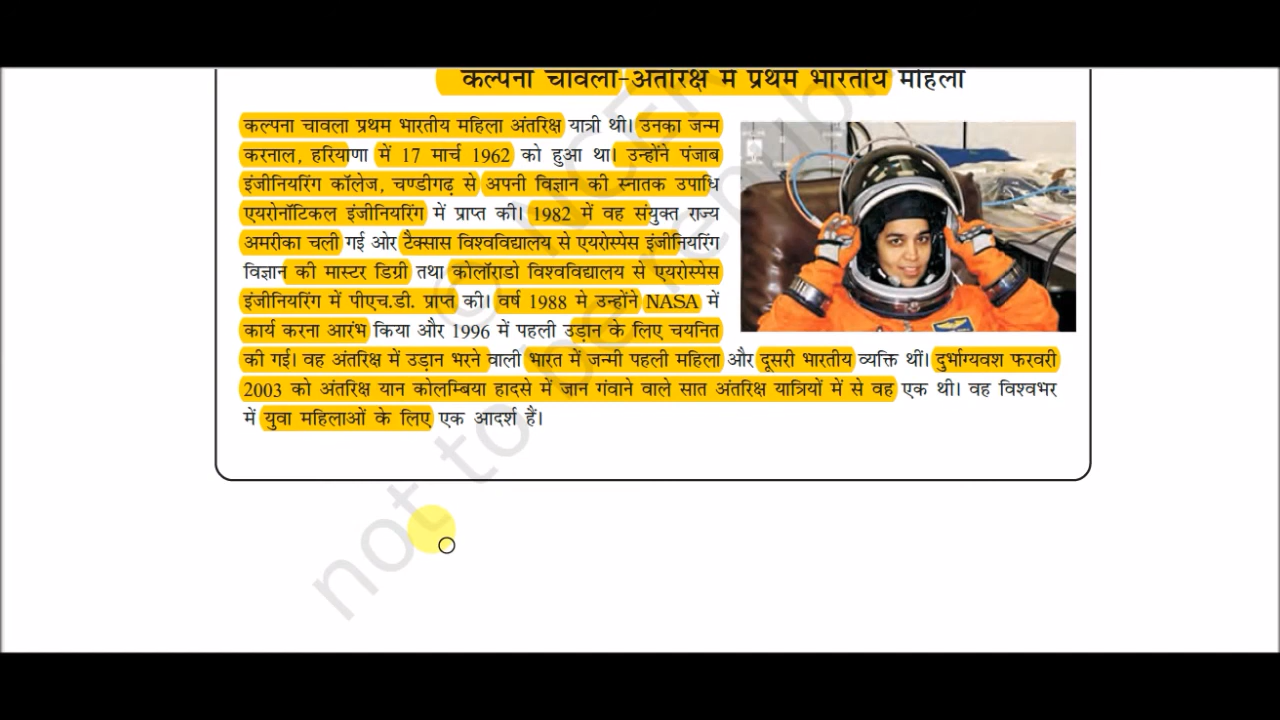 कल्पना चावला-अंतरिक्ष में प्रथम भारतीय महिला
कल्पना चावला प्रथम भारतीय महिला अंतरिक्ष यात्री थी। उनका जन्म
करनाल, हरियाणा में 17 मार्च 1962 को हुआ था। उन्होंने पंजाब
इंजीनियरिंग कॉलेज, चण्डीगढ़ से अपनी विज्ञान की स्नातक उपाधि
एयरोनॉटिकल इंजीनियरिंग में प्राप्त की। 1982 में वह संयुक्त राज्य
अमरीका चली गई ओर टैक्सास विश्वविद्यालय से एयरोस्पेस इंजीनियरिंग
विज्ञान की मास्टर डिग्री तथा कोलॉराडो विश्वविद्यालय से एयरोस्पेस
इंजीनियरिंग में पीएच.डी. प्राप्त की। वर्ष 1988 मे उन्होंने NASA में
कार्य करना आरंभ किया और 1996 में पहली उड़ान के लिए चयनित
की गई। वह अंतरिक्ष में उड़ान भरने वाली भारत में जन्मी पहली महिला और दूसरी भारतीय व्यक्ति थीं। दुर्भाग्यवश फरवरी
2003 को अंतरिक्ष यान कोलम्बिया हादसे में जान गंवाने वाले सात अंतरिक्ष यात्रियों में से वह एक थी। वह विश्वभर
में युवा महिलाओं के लिए एक आदर्श हैं।
not to be